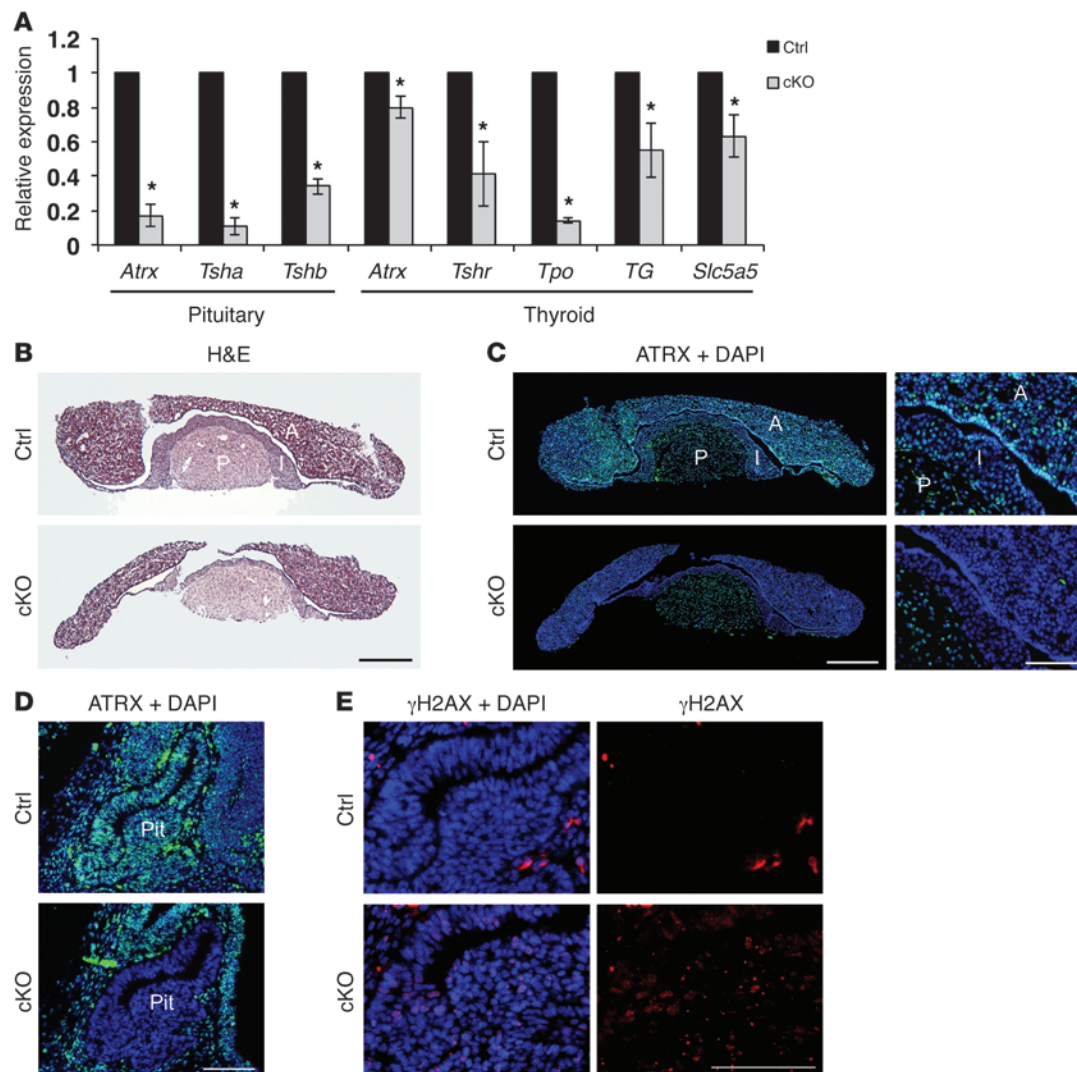 A
Relative expression
1.2
1
0.8
0.6
0.4
0.2
0
* * * * * * * *
Ctrl
cKO
Atrx Tsha Tshb Atrx Tshr Tpo TG Slc5a5
Pituitary Thyroid
B H&E
Ctrl
A
P
I
cKO
C ATRX + DAPI
Ctrl
A
P
I
A
I
P
cKO
D ATRX + DAPI
Ctrl
Pit
cKO
Pit
E γH2AX + DAPI γH2AX
Ctrl
cKO